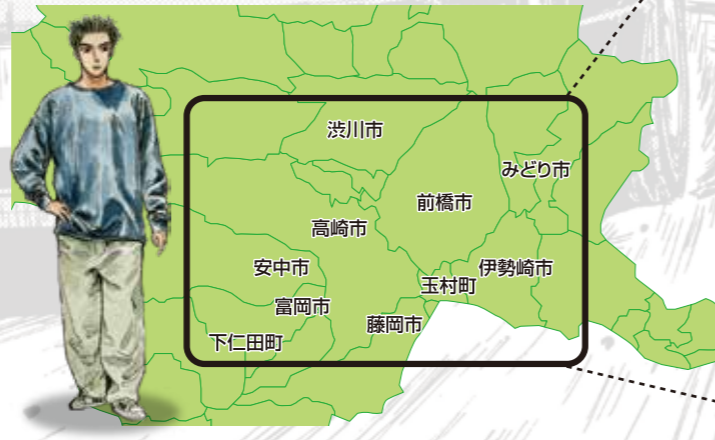 渋川市
みどり市
前橋市
高崎市
安中市
伊勢崎市
玉村町
富岡市
藤岡市
下仁田町